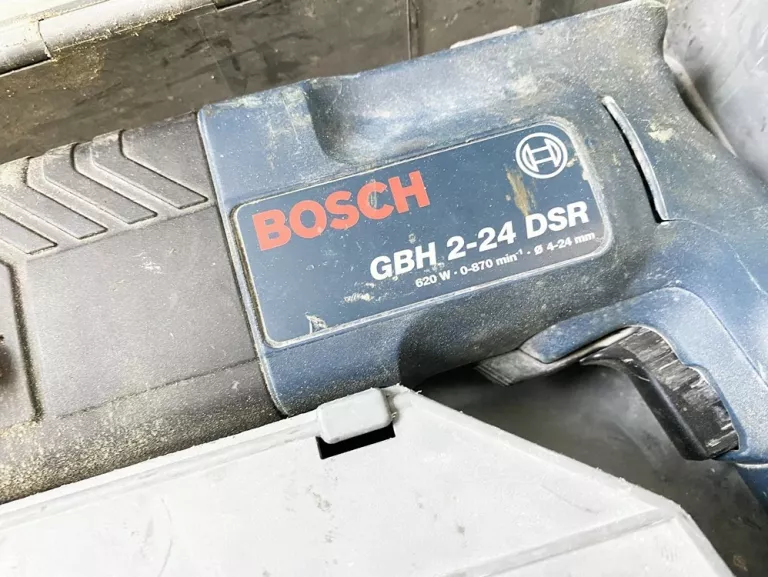 BOSCH
GBH 2-24 DSR
620 W · 0-870 min⁻¹ · Ø 4-24 mm